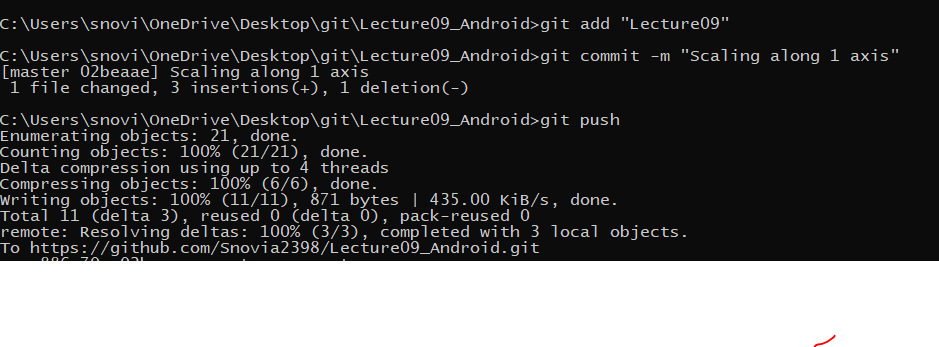 C:\Users\snovi\OneDrive\Desktop\git\Lecture09_Android>git add "Lecture09"
C:\Users\snovi\OneDrive\Desktop\git\Lecture09_Android>git commit -m "Scaling along 1 axis"
[master 02beaae] Scaling along 1 axis
 1 file changed, 3 insertions(+), 1 deletion(-)
C:\Users\snovi\OneDrive\Desktop\git\Lecture09_Android>git push
Enumerating objects: 21, done.
Counting objects: 100% (21/21), done.
Delta compression using up to 4 threads
Compressing objects: 100% (6/6), done.
Writing objects: 100% (11/11), 871 bytes | 435.00 KiB/s, done.
Total 11 (delta 3), reused 0 (delta 0), pack-reused 0
remote: Resolving deltas: 100% (3/3), completed with 3 local objects.
To https://github.com/Snovia2398/Lecture09_Android.git